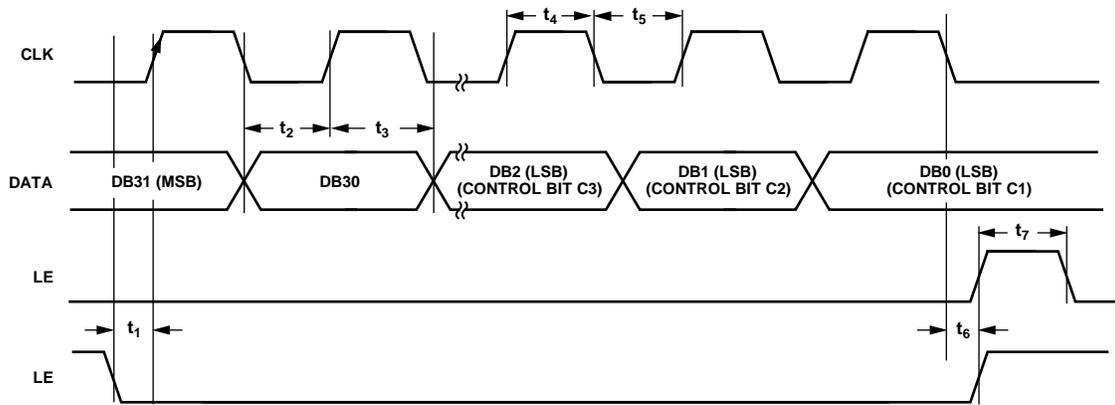 t4
t5
CLK
t2
t3
DATA
DB31 (MSB)
DB30
DB2 (LSB)
(CONTROL BIT C3)
DB1 (LSB)
(CONTROL BIT C2)
DB0 (LSB)
(CONTROL BIT C1)
t7
LE
t1
t6
LE